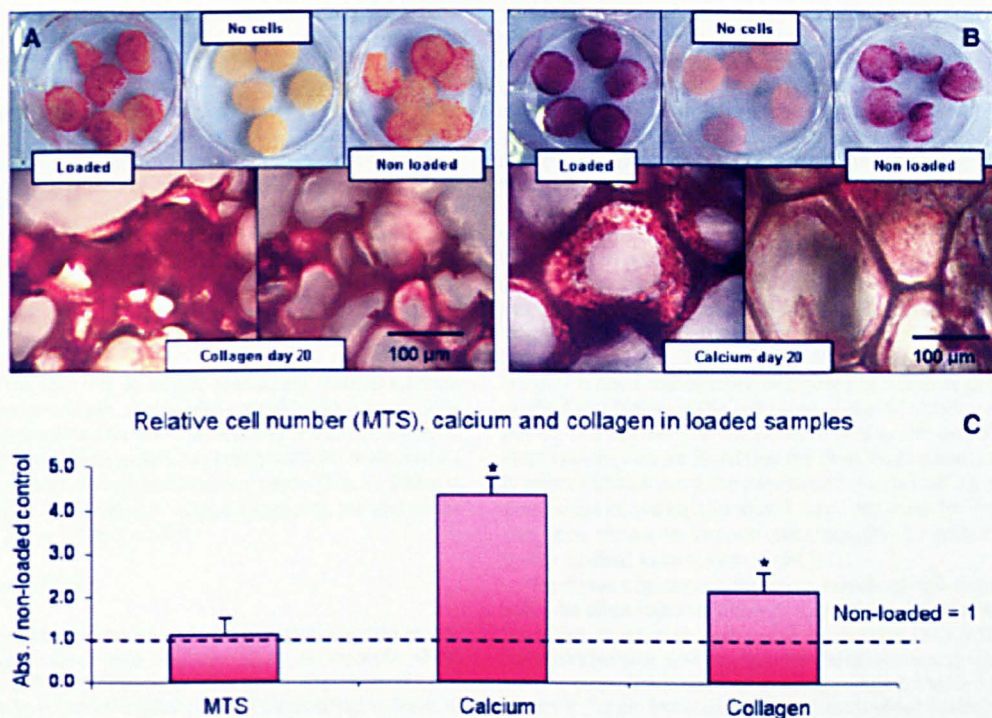 A
No cells
Loaded
Non loaded
Collagen day 20
100 µm
No cells
B
Loaded
Non loaded
Calcium day 20
100 µm
Relative cell number (MTS), calcium and collagen in loaded samples
C
Abs. / non-loaded control
5.0
4.0
3.0
2.0
1.0
0.0
*
*
Non-loaded = 1
MTS
Calcium
Collagen